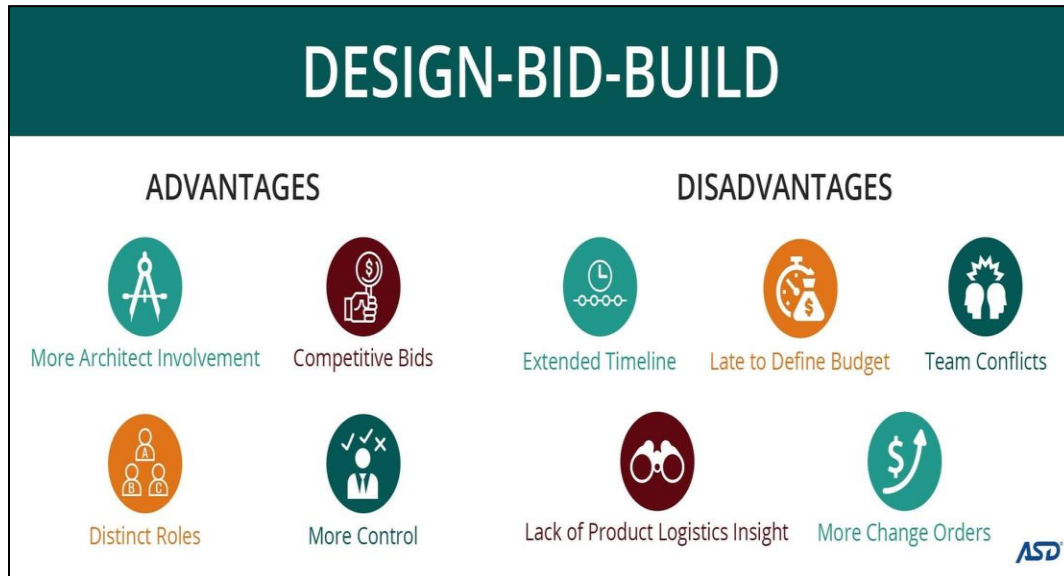 DESIGN-BID-BUILD
ADVANTAGES
More Architect Involvement
Competitive Bids
A
B C
Distinct Roles
More Control
DISADVANTAGES
Extended Timeline
Late to Define Budget
Team Conflicts
Lack of Product Logistics Insight
More Change Orders
$
$
$
ASD